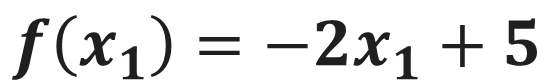 f(x₁) = −2x₁ + 5